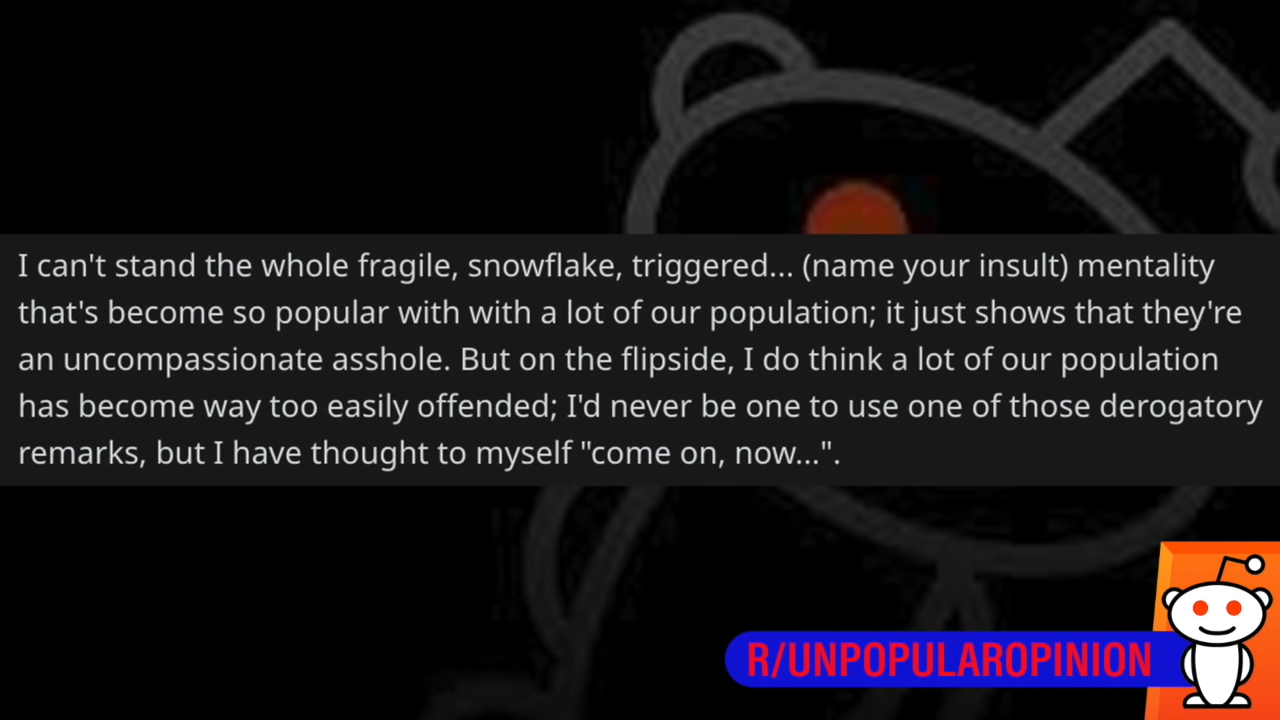 I can't stand the whole fragile, snowflake, triggered... (name your insult) mentality
that's become so popular with with a lot of our population; it just shows that they're
an uncompassionate asshole. But on the flipside, I do think a lot of our population
has become way too easily offended; I'd never be one to use one of those derogatory
remarks, but I have thought to myself "come on, now...".
R/UNPOPULAROPINION